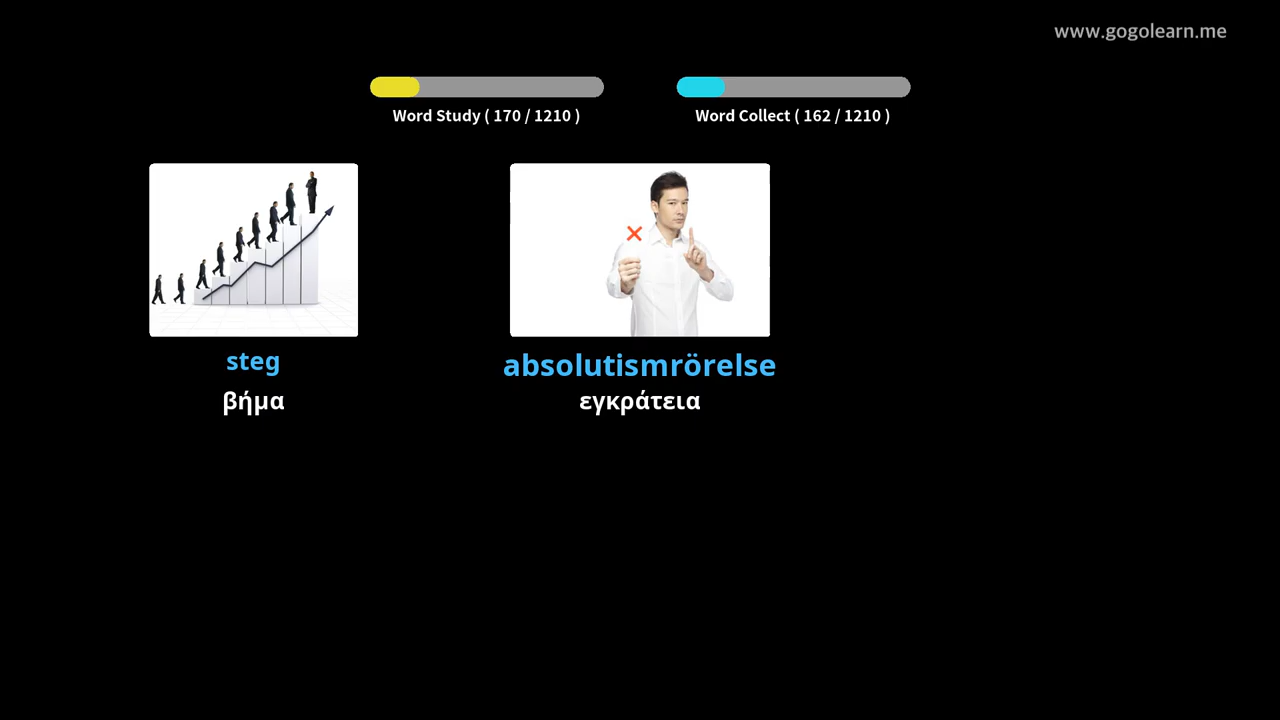 www.gogolearn.me
Word Study ( 170 / 1210 )
Word Collect ( 162 / 1210 )
steg
βήμα
absolutismrörelse
εγκράτεια